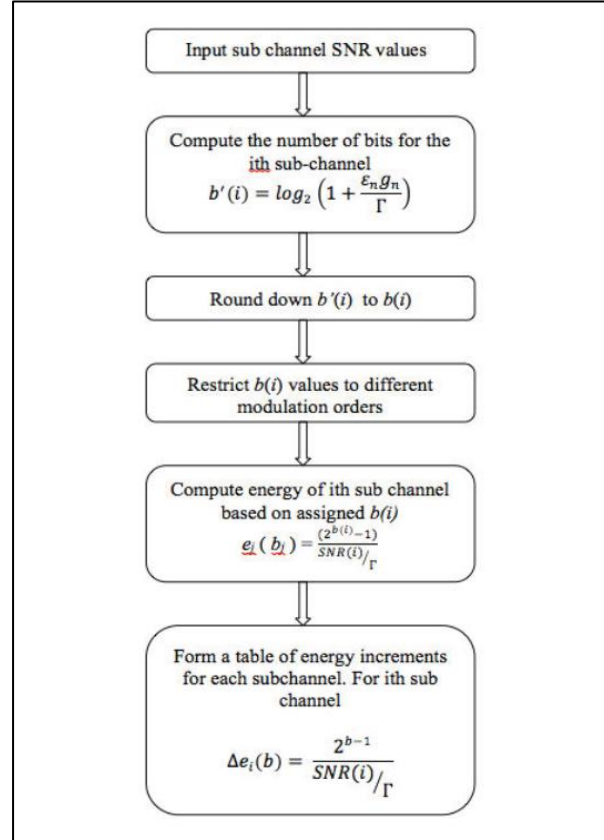 Input sub channel SNR values
Compute the number of bits for the
ith sub-channel
b'(i) = log₂ (1 + εₙgₙ/Γ)
Round down b'(i) to b(i)
Restrict b(i) values to different
modulation orders
Compute energy of ith sub channel
based on assigned b(i)
eᵢ(bᵢ) = (2^{b(i)}−1)/(SNR(i)/Γ)
Form a table of energy increments
for each subchannel. For ith sub
channel
Δeᵢ(b) = 2^{b−1}/(SNR(i)/Γ)